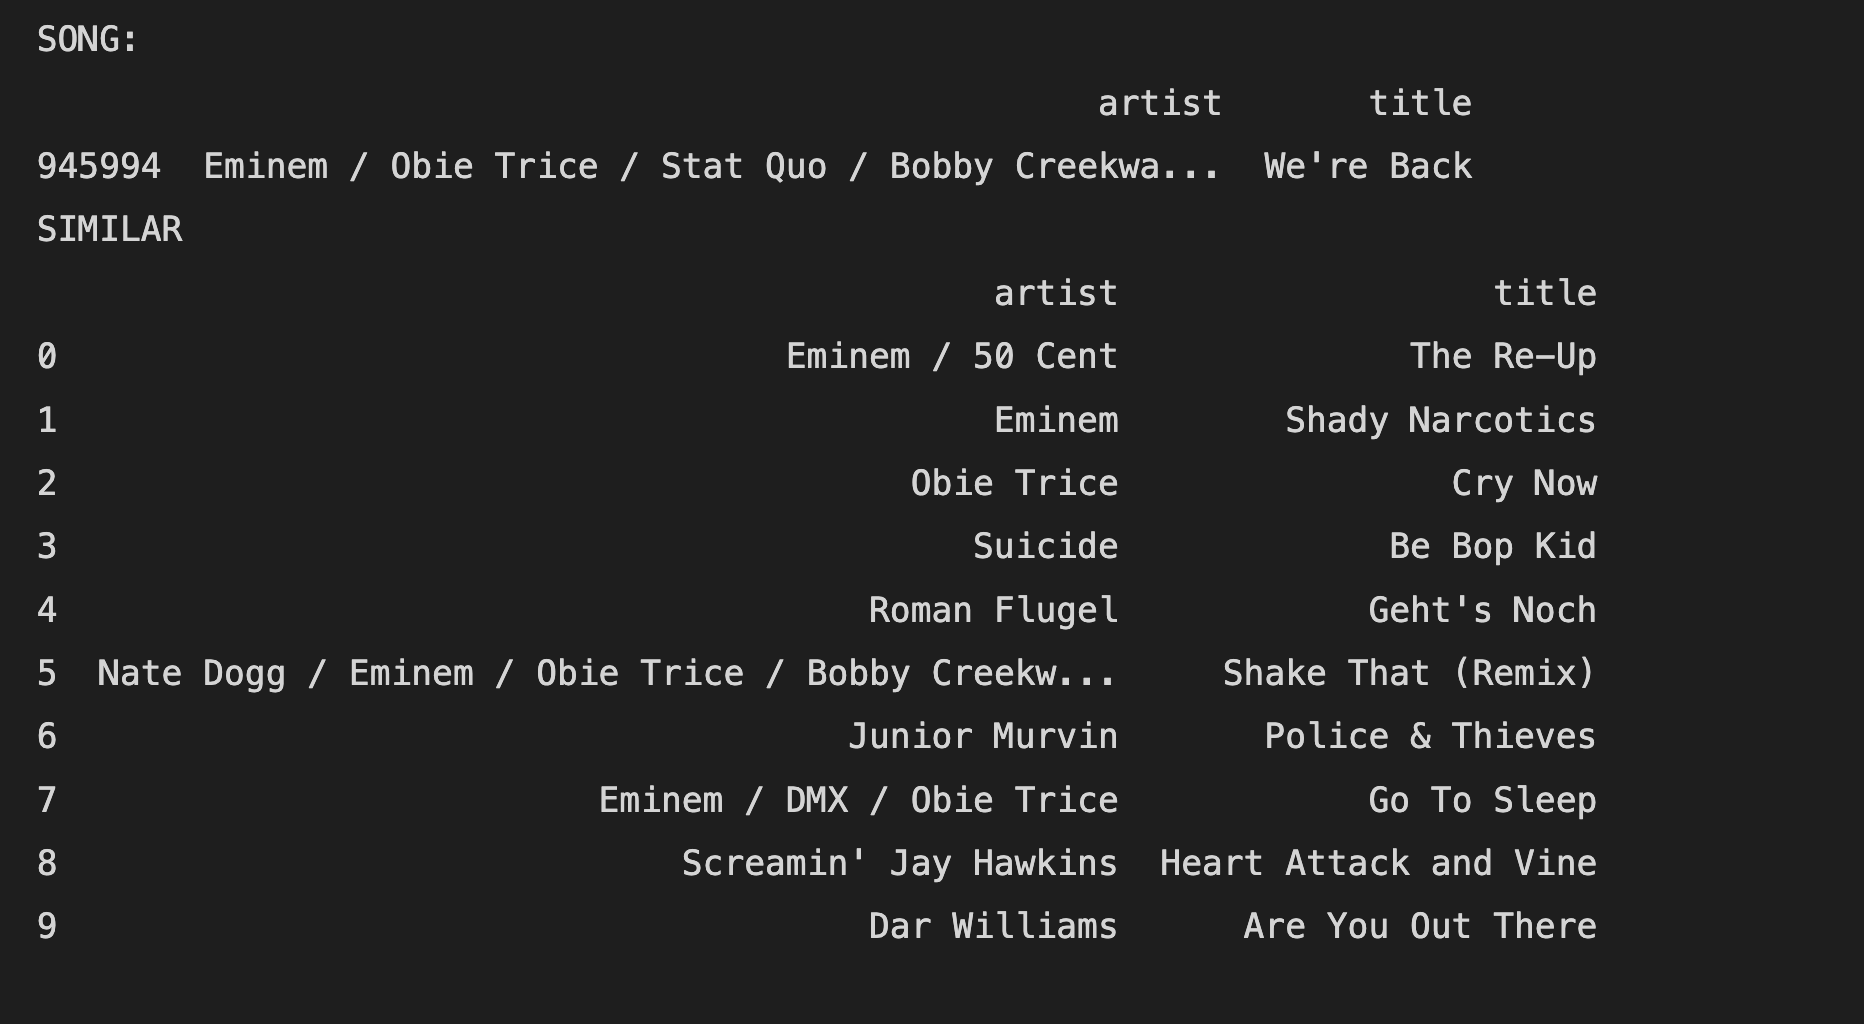 SONG:
artist title
945994 Eminem / Obie Trice / Stat Quo / Bobby Creekwa... We're Back
SIMILAR
artist title
0 Eminem / 50 Cent The Re-Up
1 Eminem Shady Narcotics
2 Obie Trice Cry Now
3 Suicide Be Bop Kid
4 Roman Flugel Geht's Noch
5 Nate Dogg / Eminem / Obie Trice / Bobby Creekw... Shake That (Remix)
6 Junior Murvin Police & Thieves
7 Eminem / DMX / Obie Trice Go To Sleep
8 Screamin' Jay Hawkins Heart Attack and Vine
9 Dar Williams Are You Out There